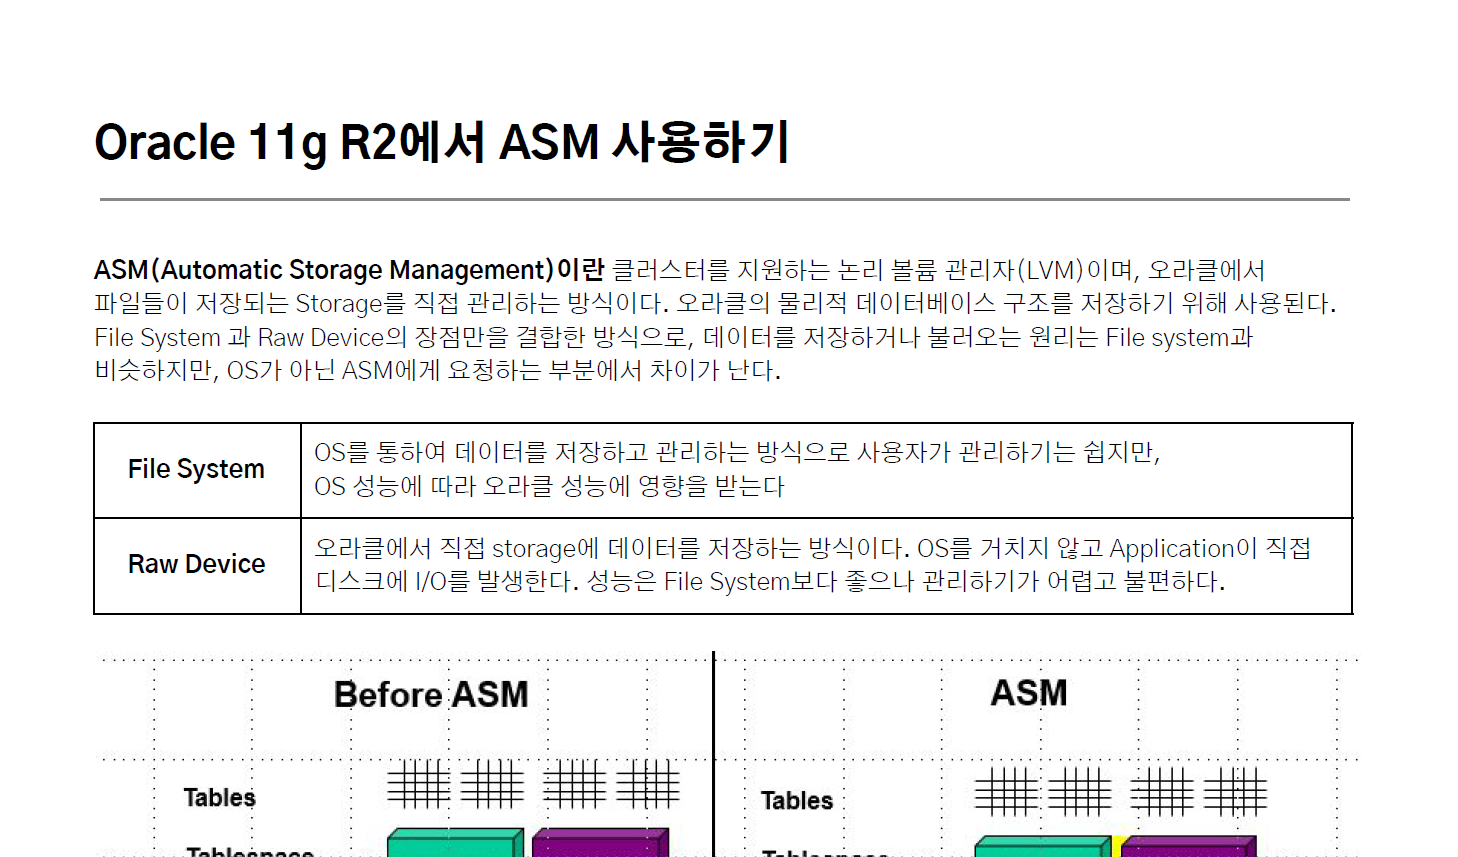 Oracle 11g R2에서 ASM 사용하기
ASM(Automatic Storage Management)이란 클러스터를 지원하는 논리 볼륨 관리자(LVM)이며, 오라클에서
파일들이 저장되는 Storage를 직접 관리하는 방식이다. 오라클의 물리적 데이터베이스 구조를 저장하기 위해 사용된다.
File System 과 Raw Device의 장점만을 결합한 방식으로, 데이터를 저장하거나 불러오는 원리는 File system과
비슷하지만, OS가 아닌 ASM에게 요청하는 부분에서 차이가 난다.
File System
OS를 통하여 데이터를 저장하고 관리하는 방식으로 사용자가 관리하기는 쉽지만,
OS 성능에 따라 오라클 성능에 영향을 받는다
Raw Device
오라클에서 직접 storage에 데이터를 저장하는 방식이다. OS를 거치지 않고 Application이 직접
디스크에 I/O를 발생한다. 성능은 File System보다 좋으나 관리하기가 어렵고 불편하다.
Before ASM
Tables
Tablespace
ASM
Tables
Tablespace